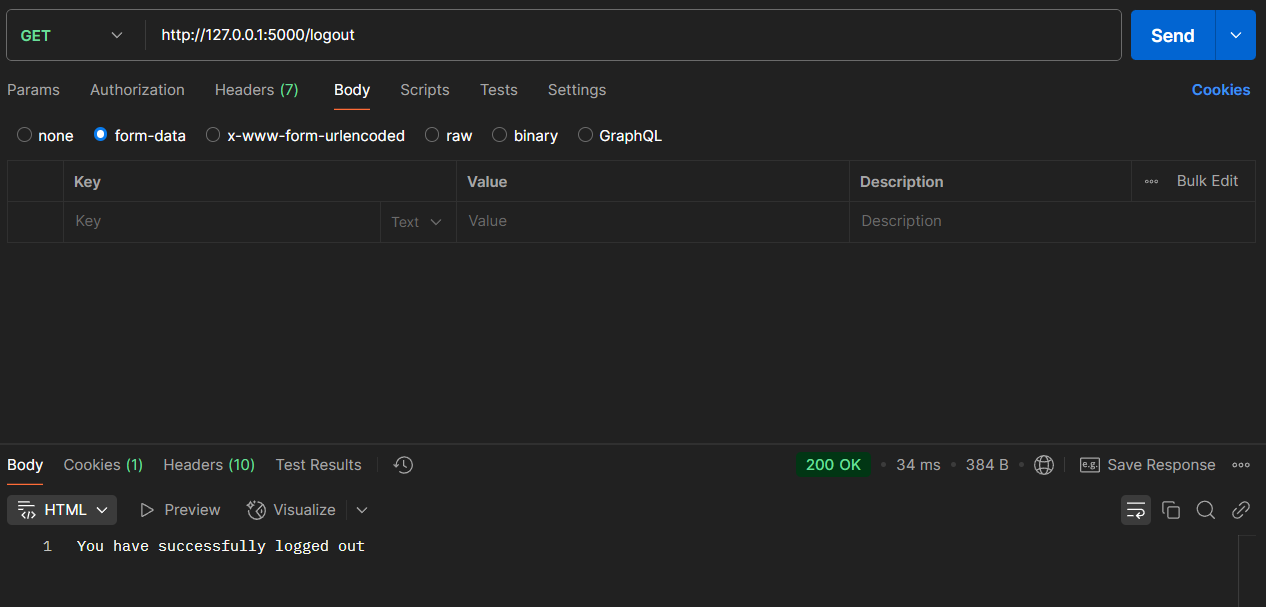 GET http://127.0.0.1:5000/logout Send
Params Authorization Headers (7) Body Scripts Tests Settings Cookies
none form-data x-www-form-urlencoded raw binary GraphQL
Key Value Description Bulk Edit
Key Text Value Description
Body Cookies (1) Headers (10) Test Results 200 OK 34 ms 384 B e.g. Save Response
HTML Preview Visualize
1 You have successfully logged out